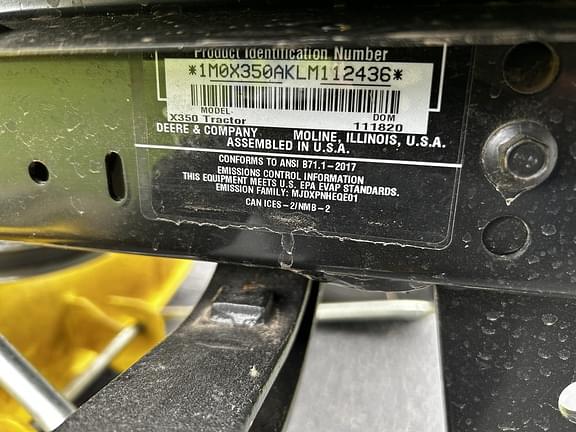 Product Identification Number
*1M0X350AKLM112436*
MODEL DOM
X350 Tractor 111820
DEERE & COMPANY MOLINE, ILLINOIS, U.S.A.
ASSEMBLED IN U.S.A.
CONFORMS TO ANSI B71.1-2017
EMISSIONS CONTROL INFORMATION
THIS EQUIPMENT MEETS U.S. EPA EVAP STANDARDS.
EMISSION FAMILY: MJDXPNHEQE01
CAN ICES-2/NMB-2